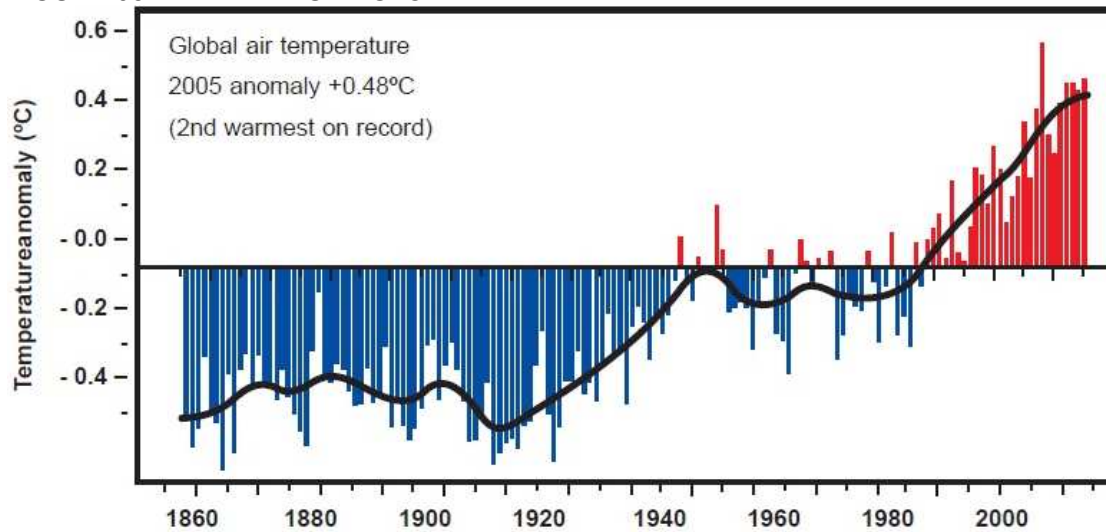 Global air temperature
2005 anomaly +0.48ºC
(2nd warmest on record)
Temperatureanomaly (ºC)
0.6
0.4
0.2
- 0.0
- 0.2
- 0.4
1860 1880 1900 1920 1940 1960 1980 2000